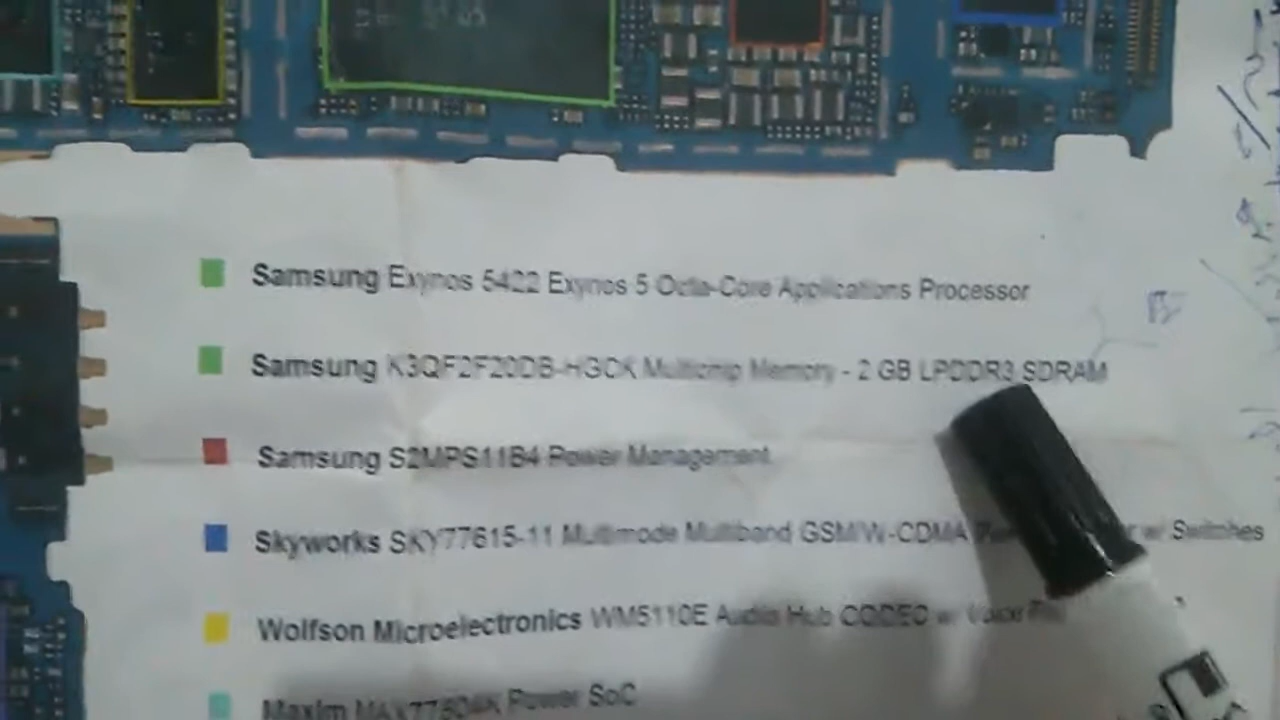 Samsung Exynos 5422 Exynos 5 Octa-Core Applications Processor
Samsung K3QF2F20DB-HGCK Multichip Memory - 2 GB LPDDR3 SDRAM
Samsung S2MPS11B4 Power Management
Skyworks SKY77615-11 Multimode Multiband GSM/W-CDMA w/ Switches
Wolfson Microelectronics WM5110E Audio Hub CODEC w/ Voice
Maxim Power SoC